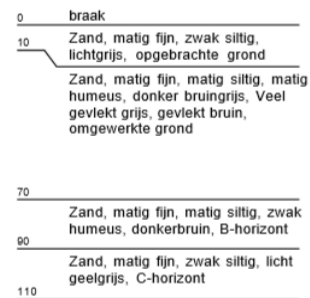 0 braak
10 Zand, matig fijn, zwak siltig,
lichtgrijs, opgebrachte grond
Zand, matig fijn, matig siltig, matig
humeus, donker bruingrijs, Veel
gevlekt grijs, gevlekt bruin,
omgewerkte grond
70
Zand, matig fijn, matig siltig, zwak
humeus, donkerbruin, B-horizont
90
Zand, matig fijn, zwak siltig, licht
geelgrijs, C-horizont
110